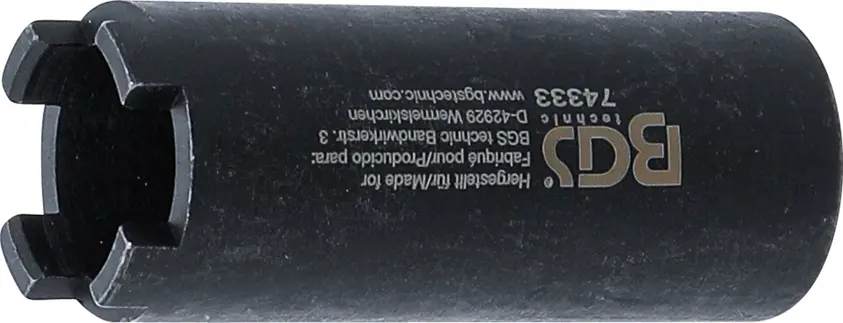 BGS®
technic
74333
Hergestellt für/Made for
Fabriqué pour/Producido para:
BGS technic Bandwirkerstr. 3
D-42929 Wermelskirchen
www.bgstechnic.com